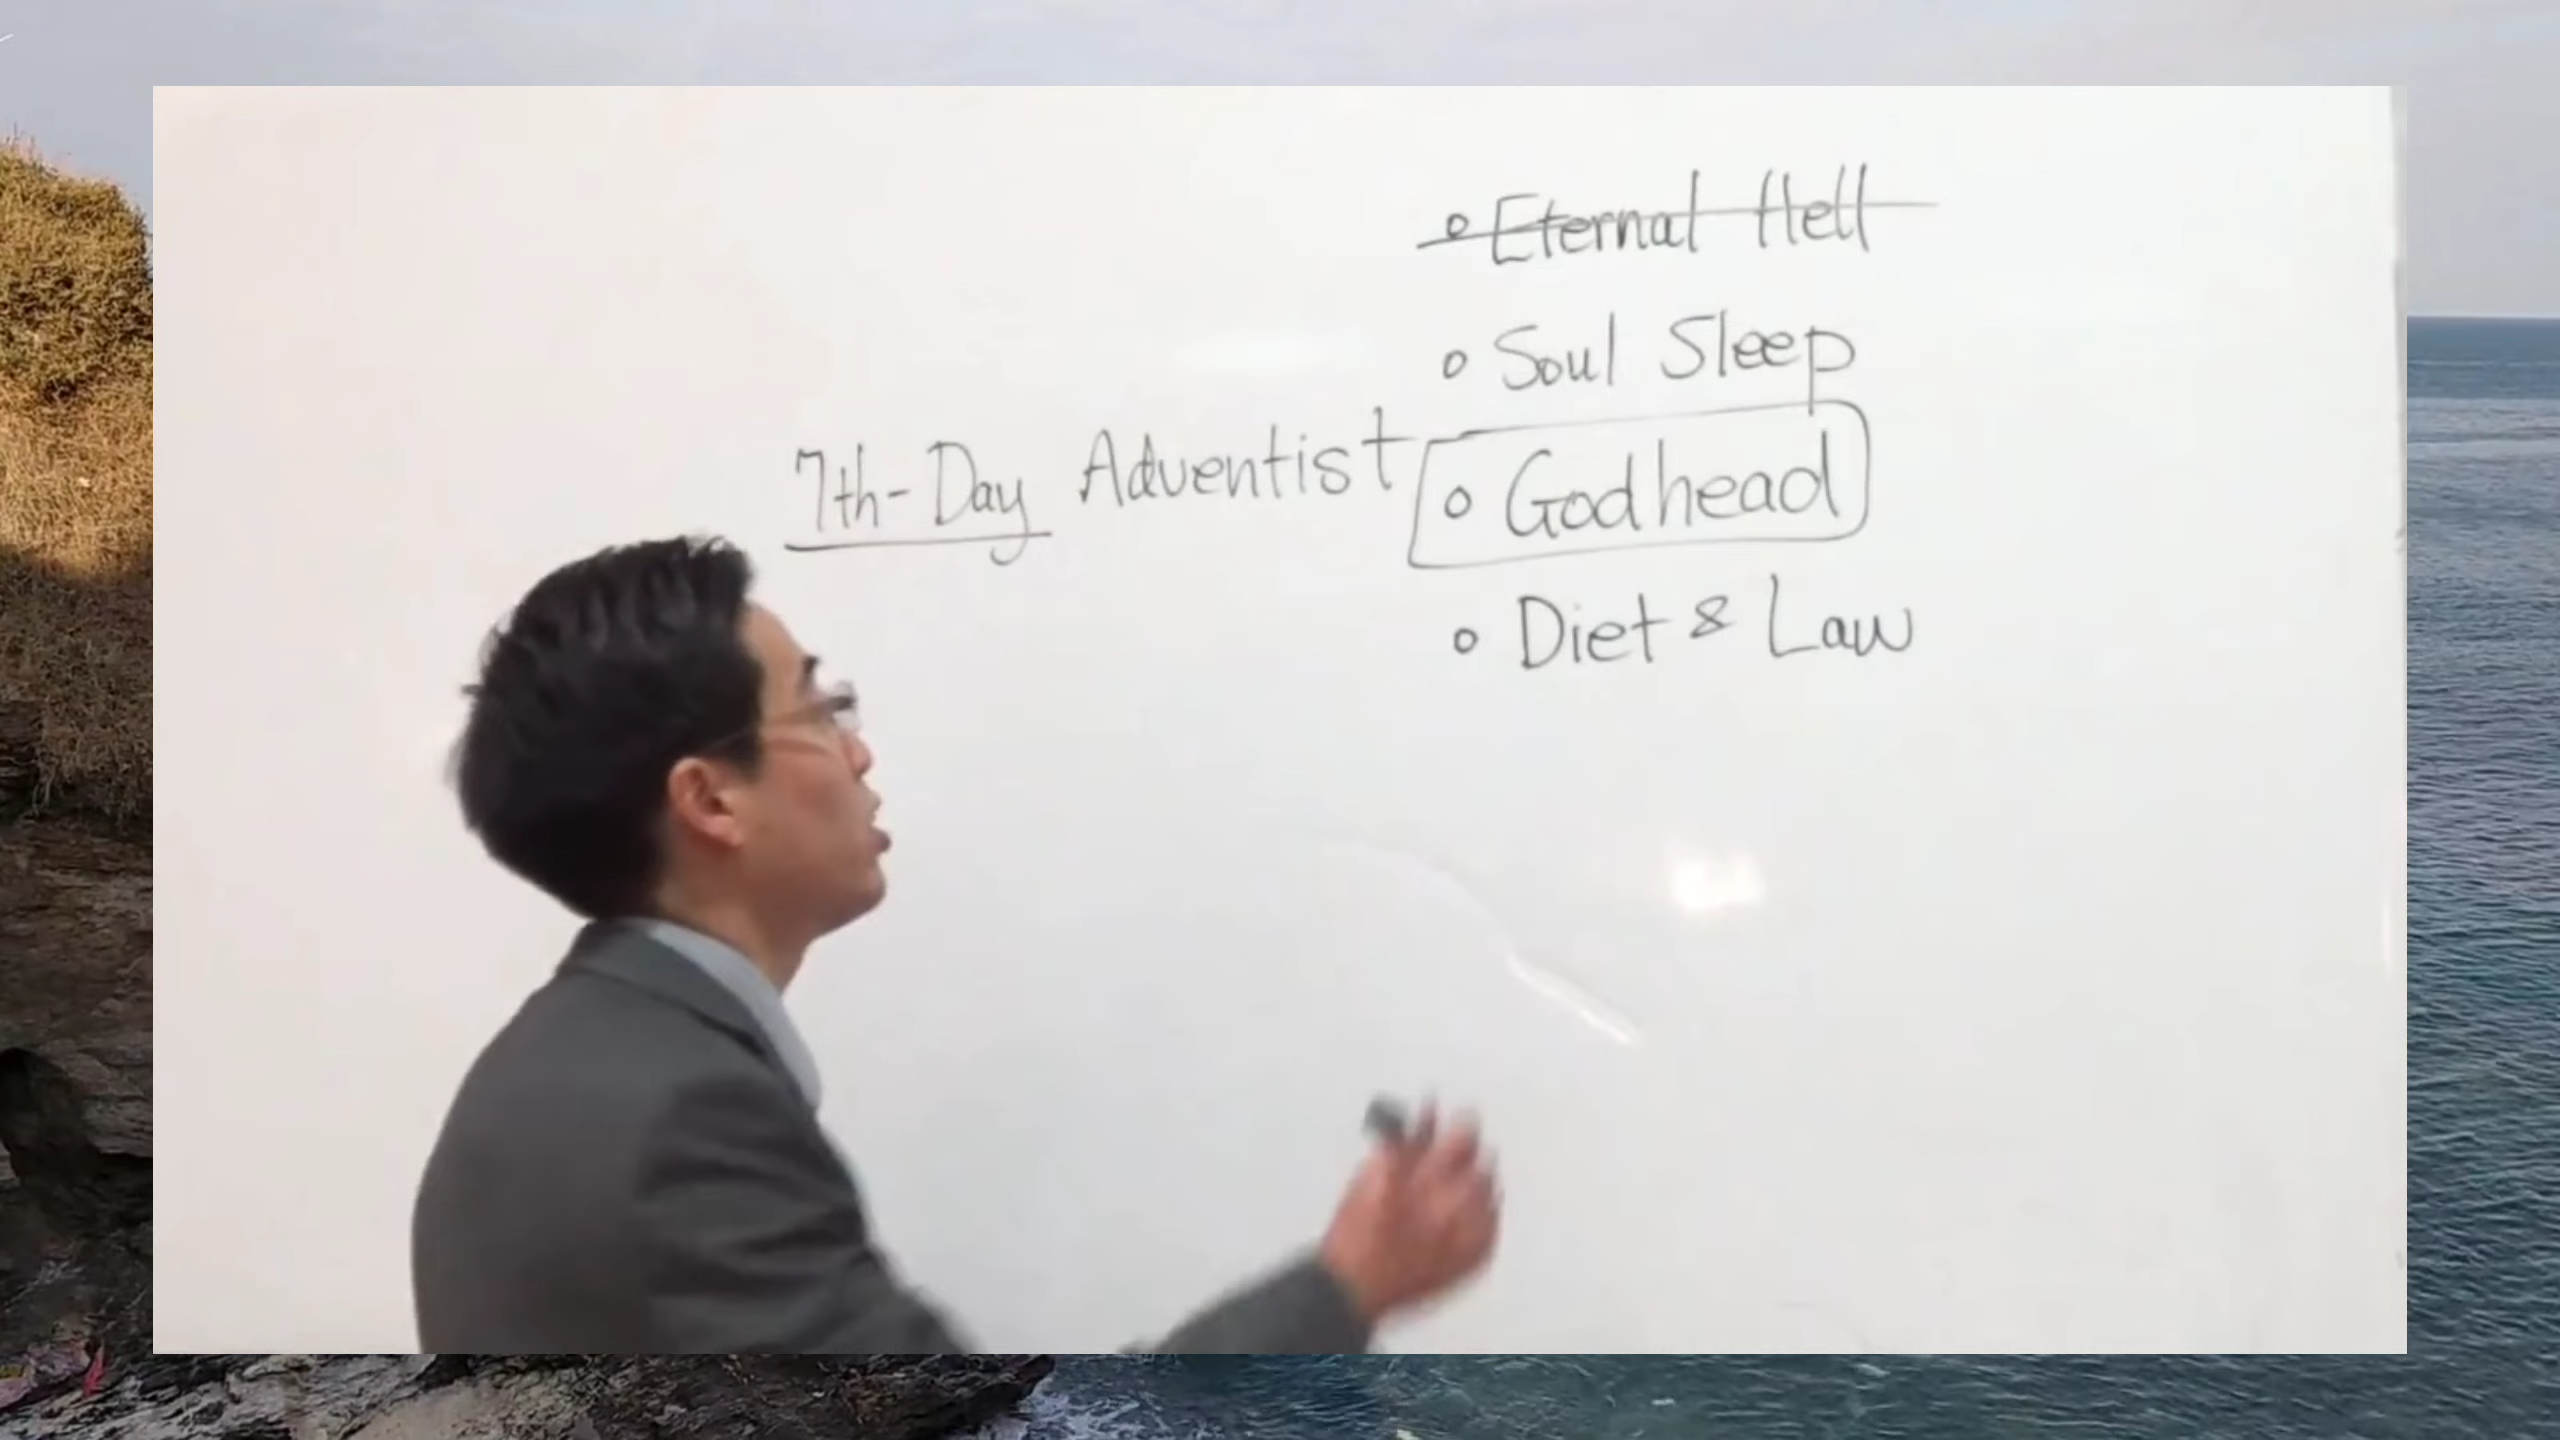 Eternal Hell
Soul Sleep
7th-Day Adventist
Godhead
Diet & Law